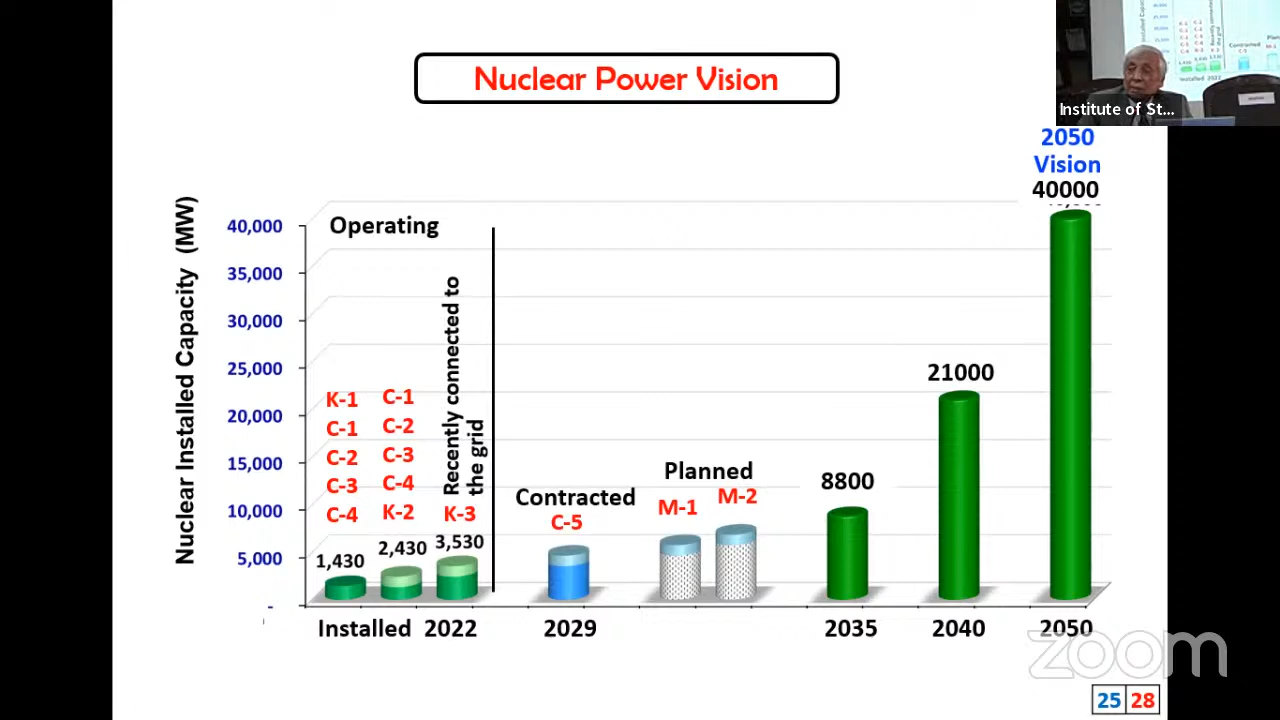 Nuclear Power Vision
Institute of St...
2050
Vision
40000
Nuclear Installed Capacity (MW)
40,000
35,000
30,000
25,000
20,000
15,000
10,000
5,000
-
Operating
K-1
C-1
C-2
C-3
C-4
1,430
C-1
C-2
C-3
C-4
K-2
2,430
Recently connected to
the grid
K-3
3,530
Contracted
C-5
Planned
M-1
M-2
8800
21000
Installed
2022
2029
2035
2040
2050
zoom
25
28